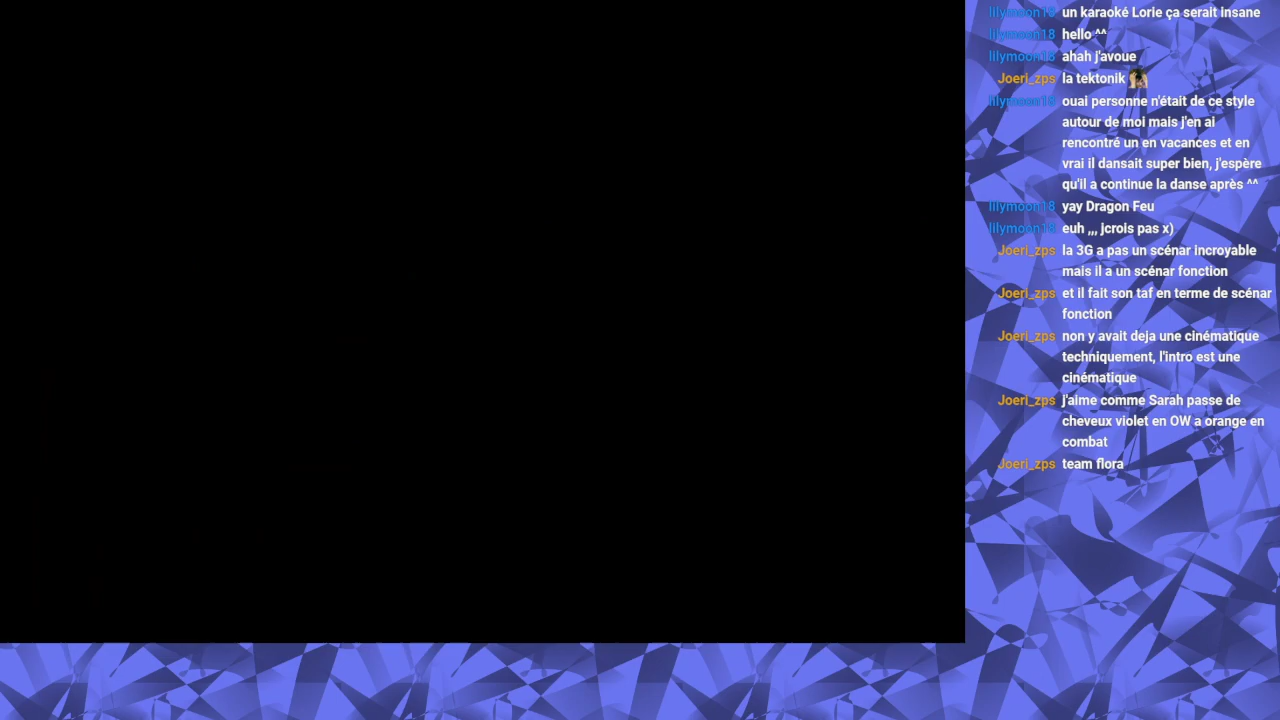 lilymoon18 un karaoké Lorie ça serait insane
lilymoon18 hello ^^
lilymoon18 ahah j'avoue
Joeri_zps la tektonik
lilymoon18 ouai personne n'était de ce style
autour de moi mais j'en ai
rencontré un en vacances et en
vrai il dansait super bien, j'espère
qu'il a continue la danse après ^^
lilymoon18 yay Dragon Feu
lilymoon18 euh ,,, jcrois pas x)
Joeri_zps la 3G a pas un scénar incroyable
mais il a un scénar fonction
Joeri_zps et il fait son taf en terme de scénar
fonction
Joeri_zps non y avait deja une cinématique
techniquement, l'intro est une
cinématique
Joeri_zps j'aime comme Sarah passe de
cheveux violet en OW a orange en
combat
Joeri_zps team flora